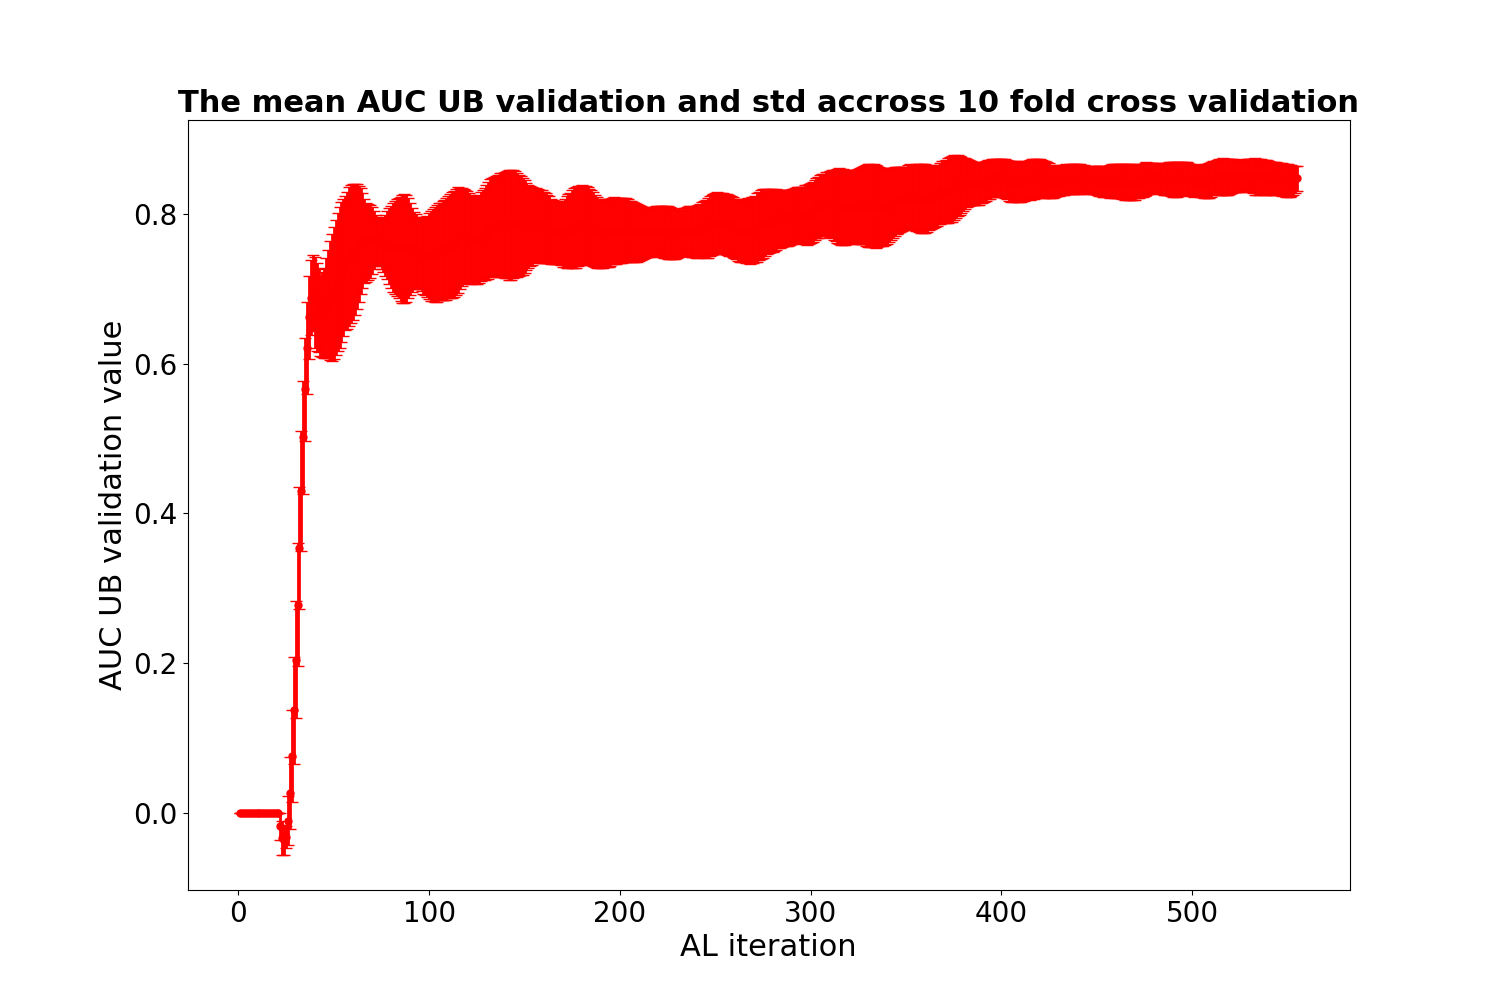 The mean AUC UB validation and std accross 10 fold cross validation
AUC UB validation value
0.8
0.6
0.4
0.2
0.0
0 100 200 300 400 500
AL iteration